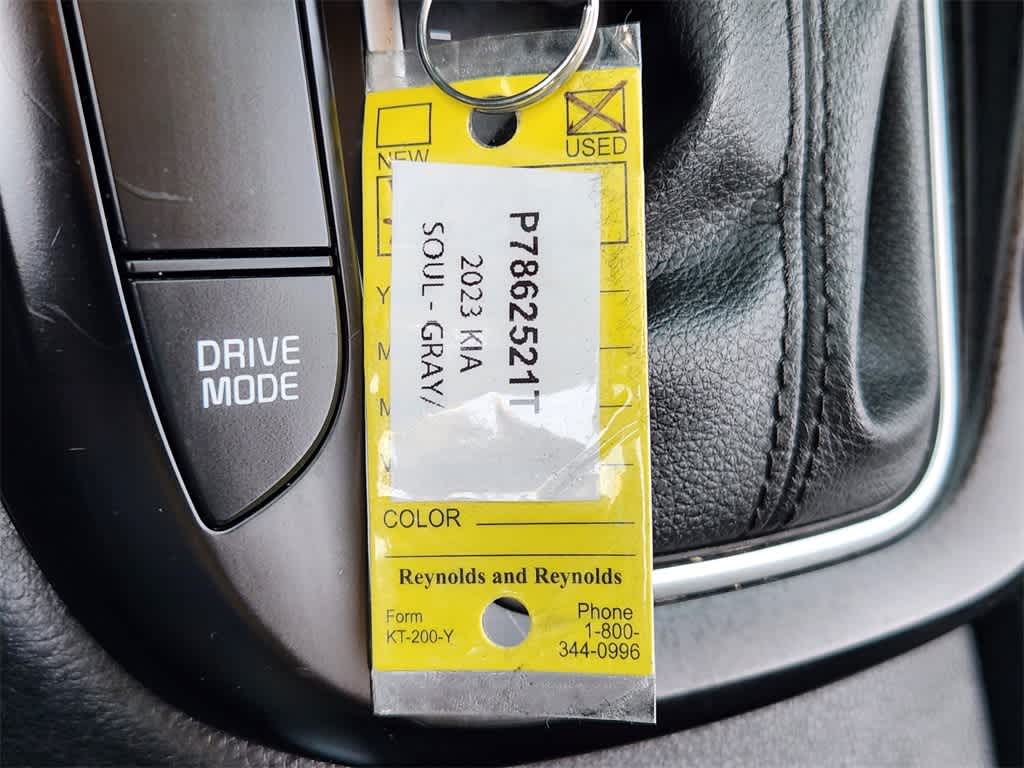 NEW
USED
P7862521T
2023 KIA
SOUL - GRAY/
Y
M
M
COLOR
Reynolds and Reynolds
Form
KT-200-Y
Phone
1-800-
344-0996
DRIVE
MODE